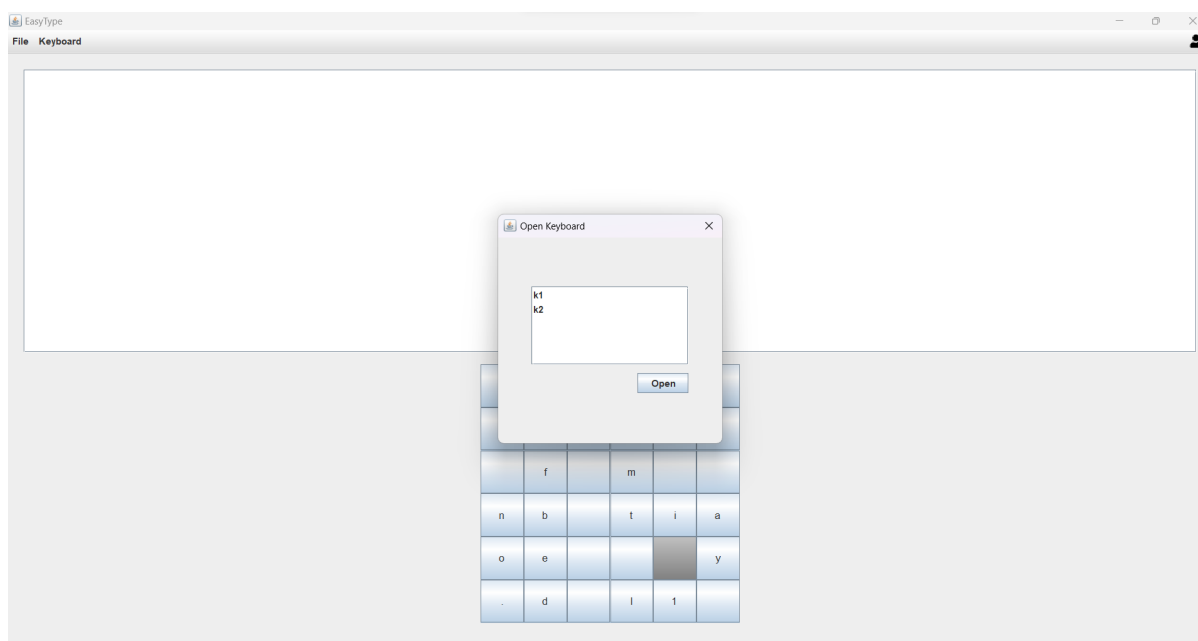 EasyType
File Keyboard
Open Keyboard
k1
k2
Open
f m
n b t i a
o e y
. d l 1